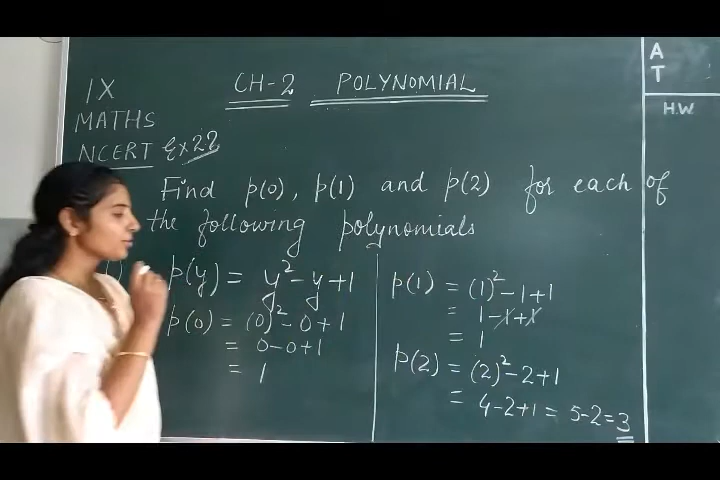 IX
MATHS
NCERT Ex 2.2
CH-2 POLYNOMIAL
A
T
H.W
Find p(0), p(1) and p(2) for each of
the following polynomials
p(y) = y² - y + 1
p(0) = (0)² - 0 + 1
= 0 - 0 + 1
= 1
p(1) = (1)² - 1 + 1
= 1 - 1 + 1
= 1
p(2) = (2)² - 2 + 1
= 4 - 2 + 1 = 5 - 2 = 3